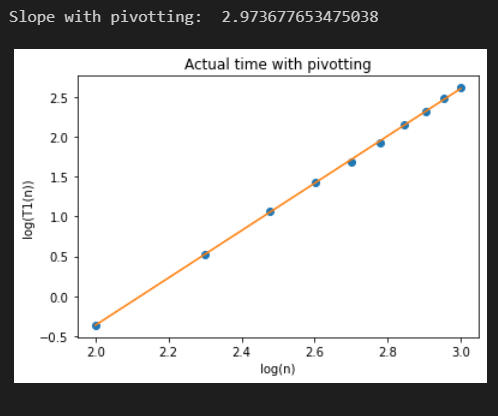 Slope with pivotting:  2.973677653475038
Actual time with pivotting
log(T1(n))
2.5
2.0
1.5
1.0
0.5
0.0
−0.5
2.0 2.2 2.4 2.6 2.8 3.0
log(n)